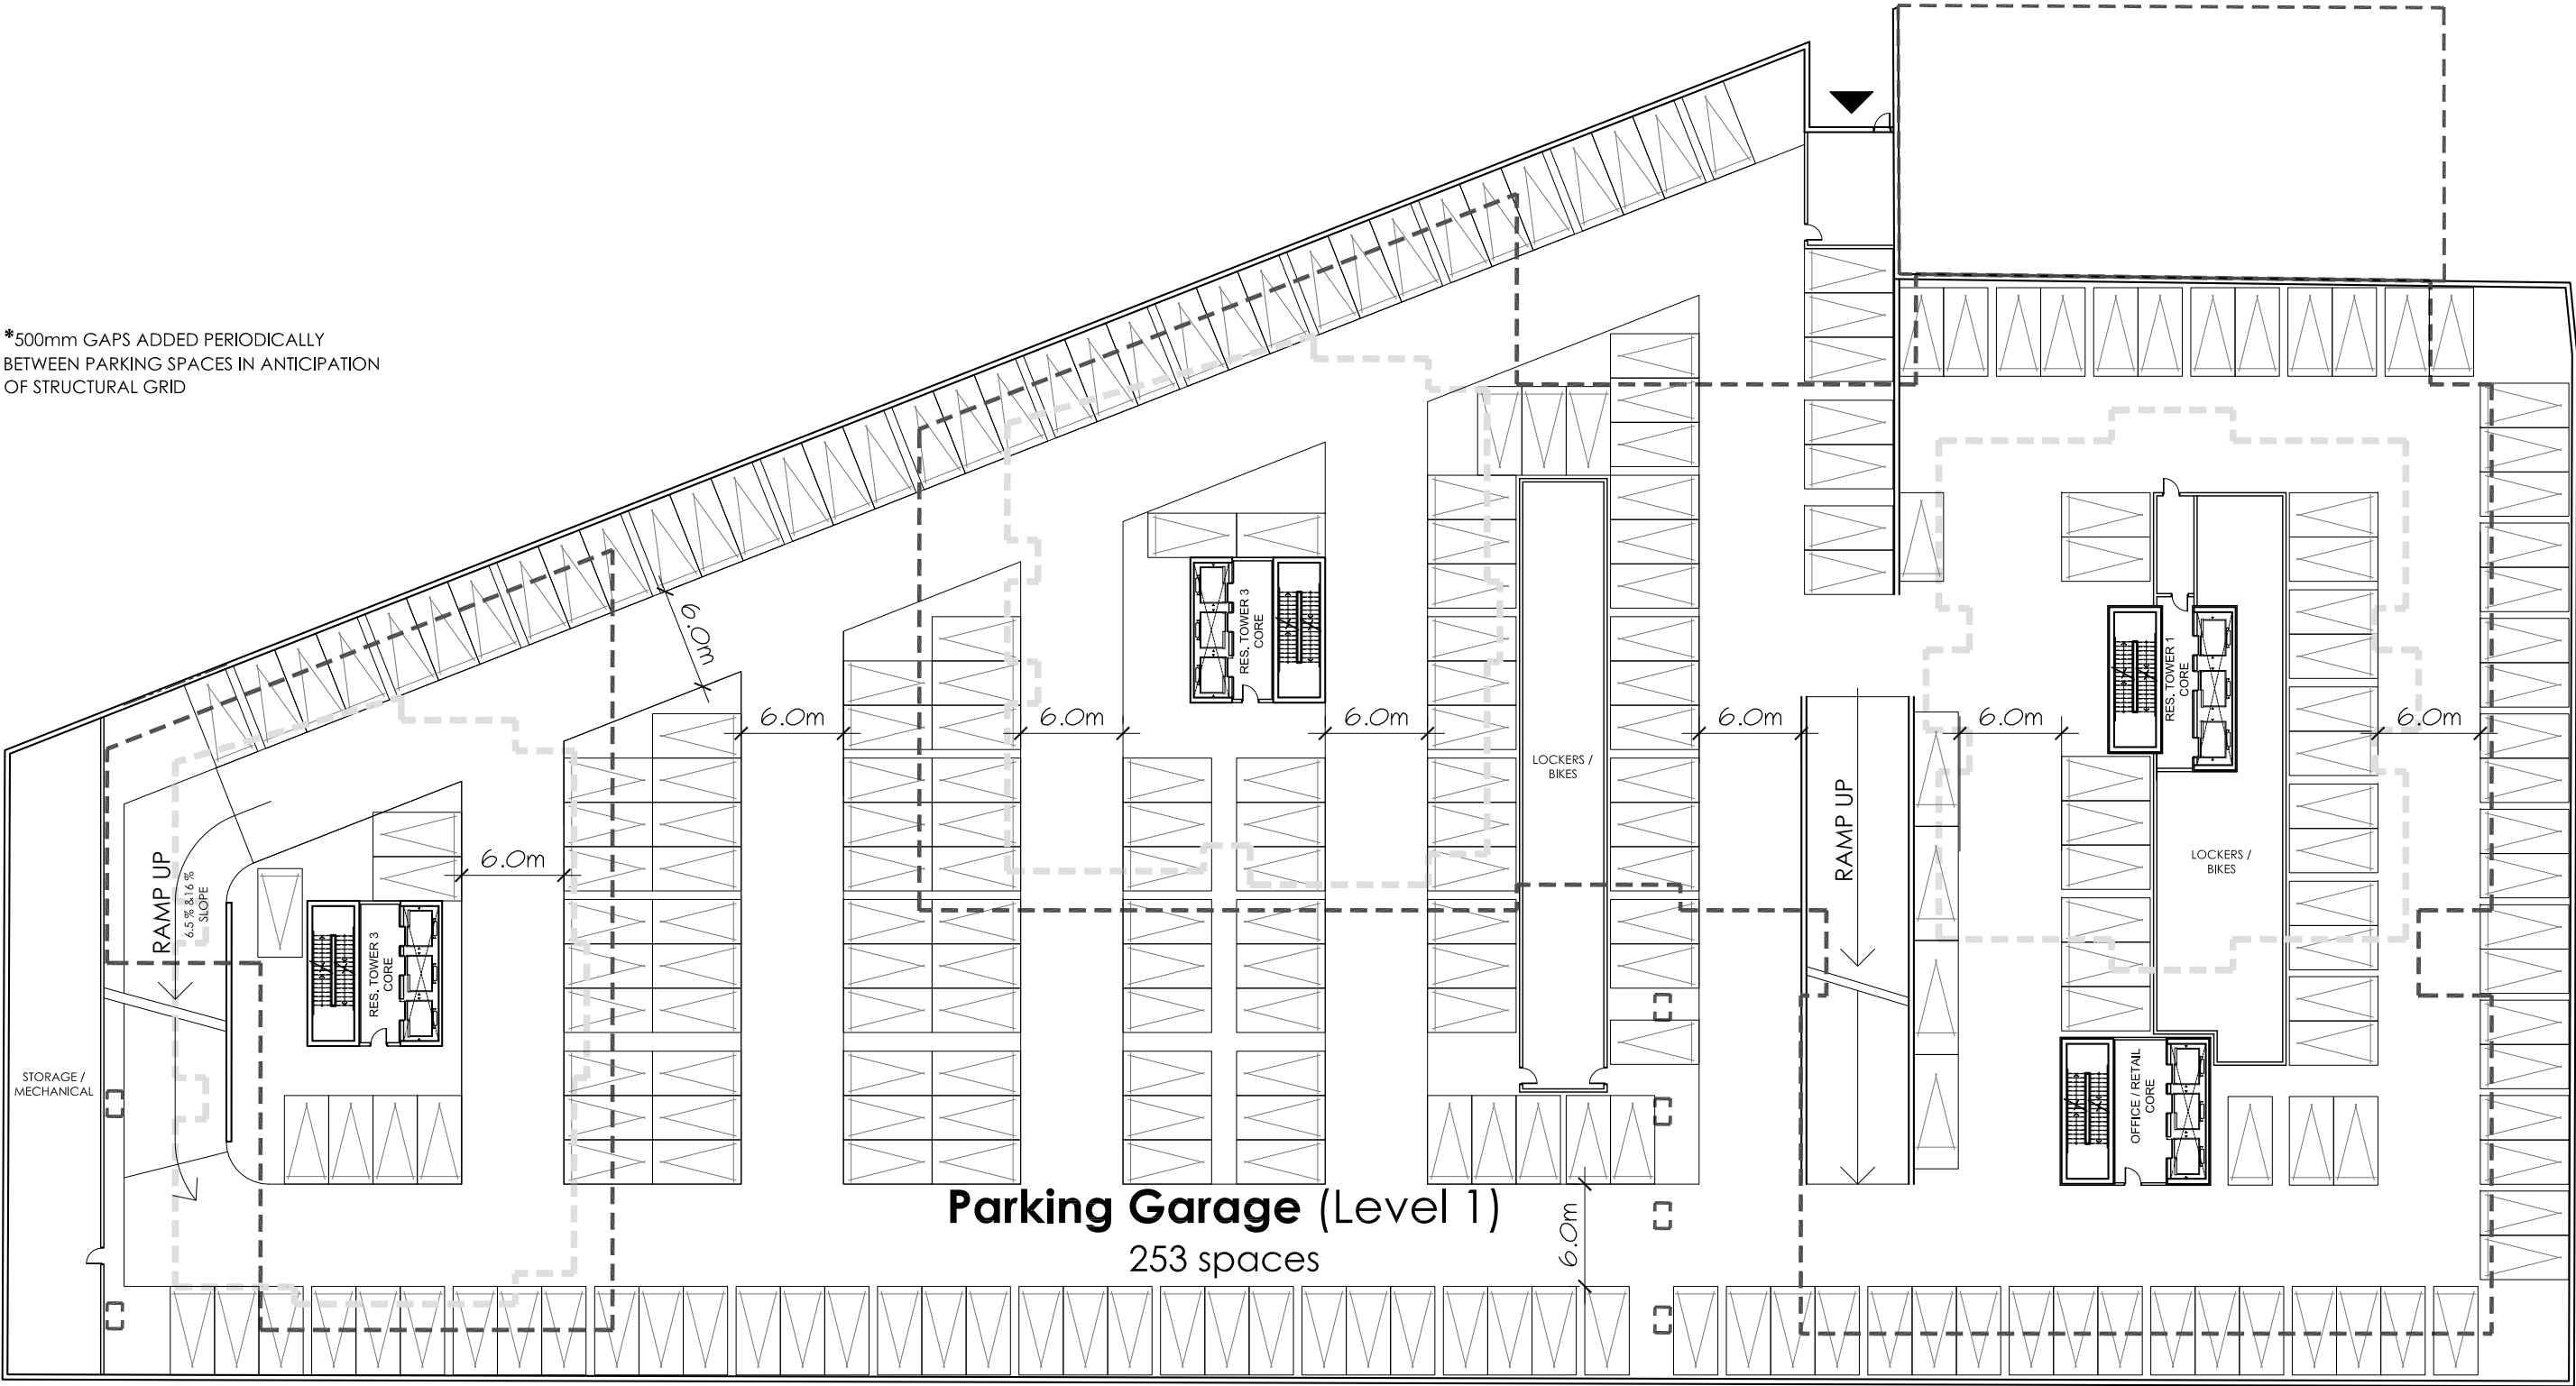 *500mm GAPS ADDED PERIODICALLY
BETWEEN PARKING SPACES IN ANTICIPATION
OF STRUCTURAL GRID
6.0m
RES. TOWER 3
CORE
6.0m
6.0m
6.0m
6.0m
6.0m
6.0m
RES. TOWER 1
CORE
LOCKERS /
BIKES
RAMP UP
LOCKERS /
BIKES
6.0m
RAMP UP
6.5% &16%
SLOPE
RES. TOWER 3
CORE
STORAGE /
MECHANICAL
OFFICE / RETAIL
CORE
Parking Garage (Level 1)
253 spaces
6.0m